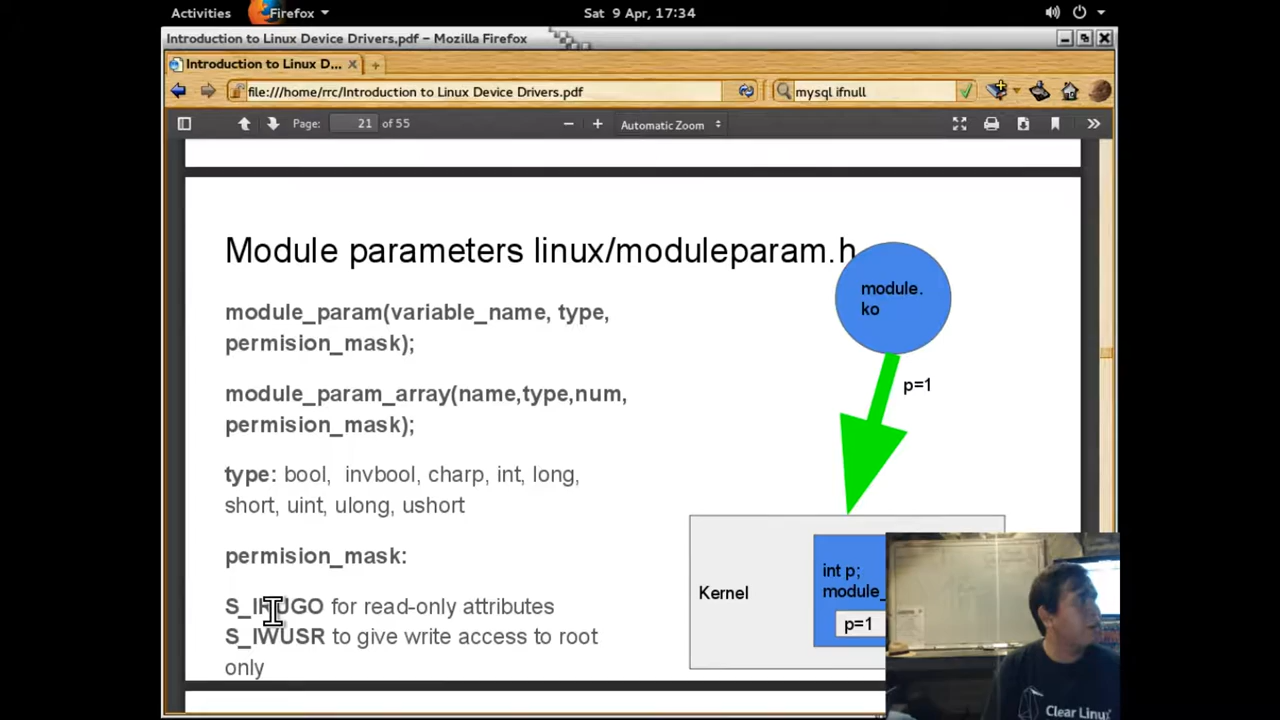 Activities
Firefox
Sat 9 Apr, 17:34
Introduction to Linux Device Drivers.pdf – Mozilla Firefox
Introduction to Linux D...
file:///home/rrc/Introduction to Linux Device Drivers.pdf
mysql ifnull
Page: 21 of 55
Automatic Zoom
Module parameters linux/moduleparam.h
module_param(variable_name, type,
permision_mask);
module_param_array(name,type,num,
permision_mask);
type: bool, invbool, charp, int, long,
short, uint, ulong, ushort
permision_mask:
S_IRUGO for read-only attributes
S_IWUSR to give write access to root
only
module.
ko
p=1
Kernel
int p;
module_
p=1
Clear Linux